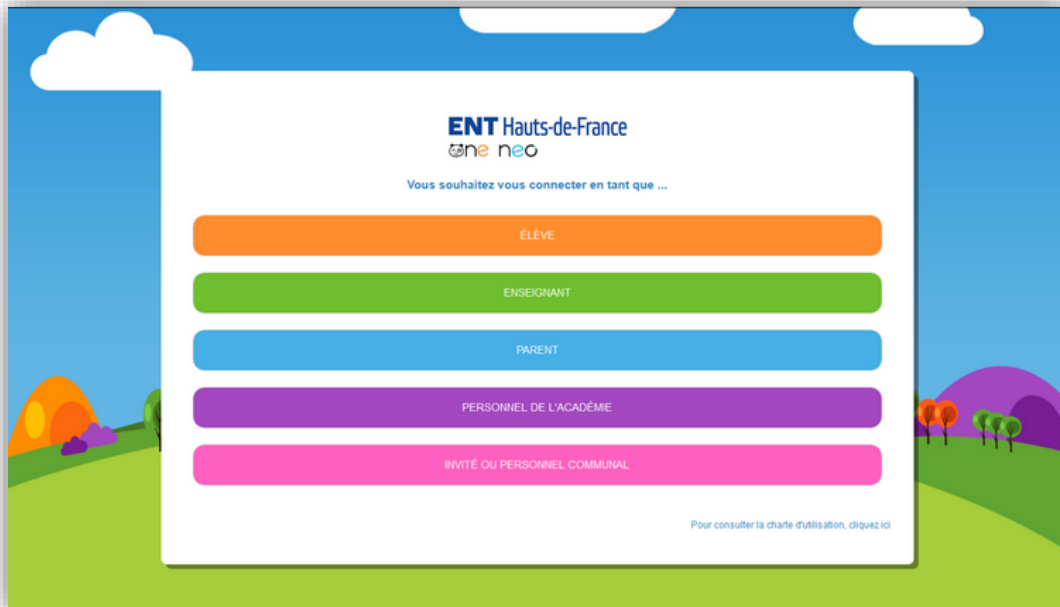 ENT Hauts-de-France
one neo
Vous souhaitez vous connecter en tant que ...
ÉLÈVE
ENSEIGNANT
PARENT
PERSONNEL DE L'ACADÉMIE
INVITÉ OU PERSONNEL COMMUNAL
Pour consulter la charte d'utilisation, cliquez ici